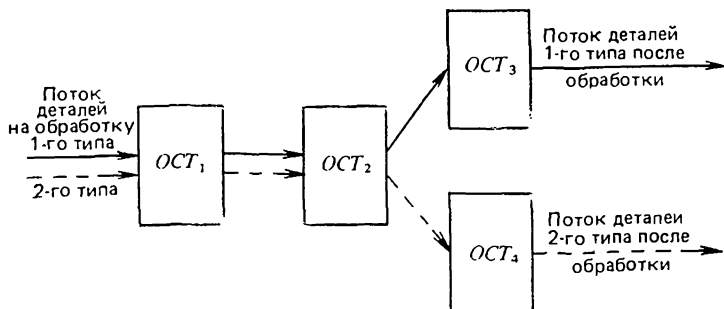 Поток
деталей
на обработку
1-го типа
2-го типа
ОСТ₁
ОСТ₂
ОСТ₃
Поток деталей
1-го типа после
обработки
ОСТ₄
Поток деталей
2-го типа после
обработки